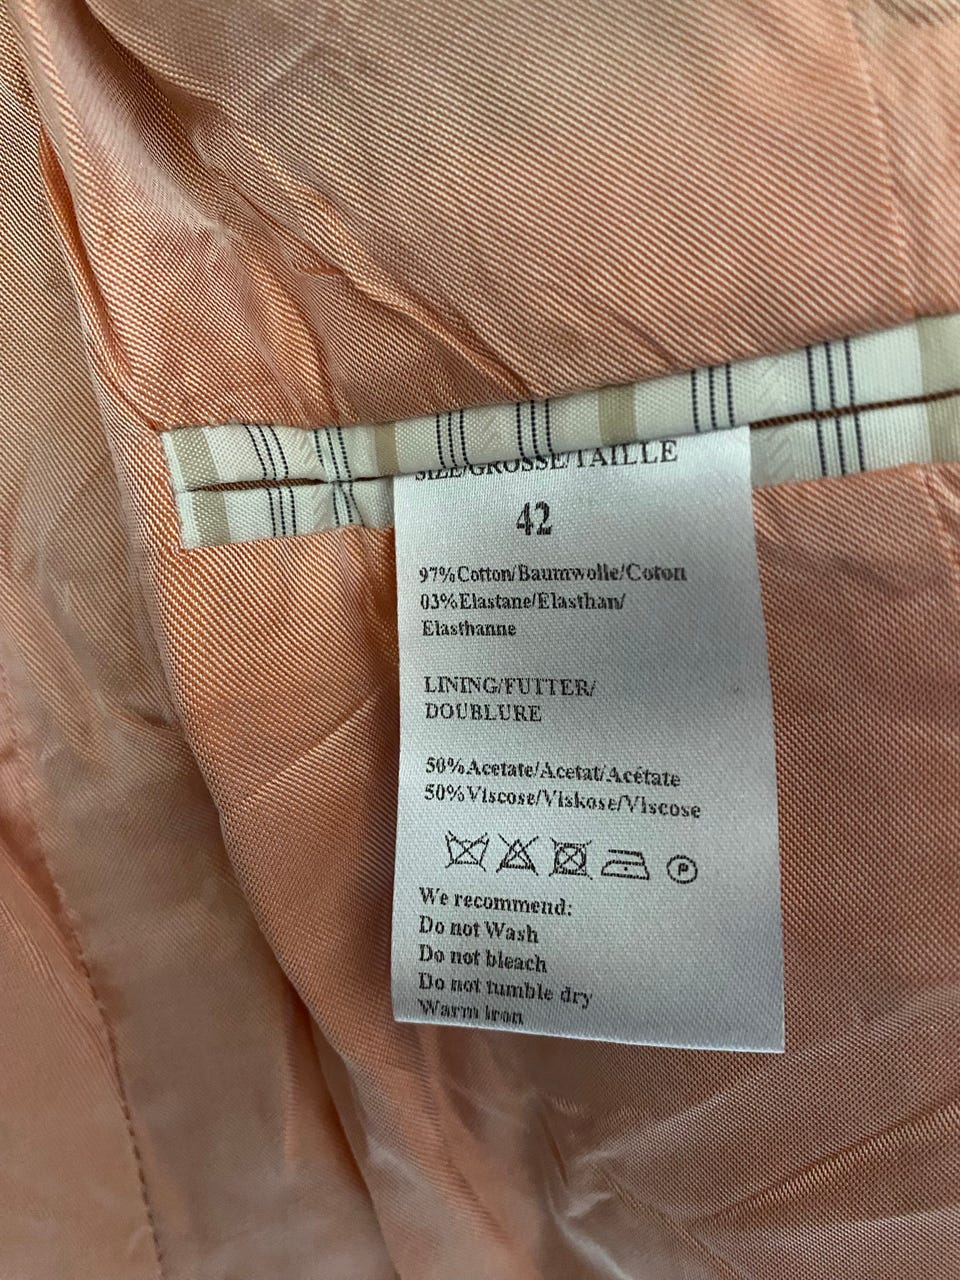 SIZE/GROSSE/TAILLE
42
97%Cotton/Baumwolle/Coton
03%Elastane/Elasthan/
Elasthanne
LINING/FUTTER/
DOUBLURE
50%Acetate/Acetat/Acétate
50%Viscose/Viskose/Viscose
P
We recommend:
Do not Wash
Do not bleach
Do not tumble dry
Warm iron